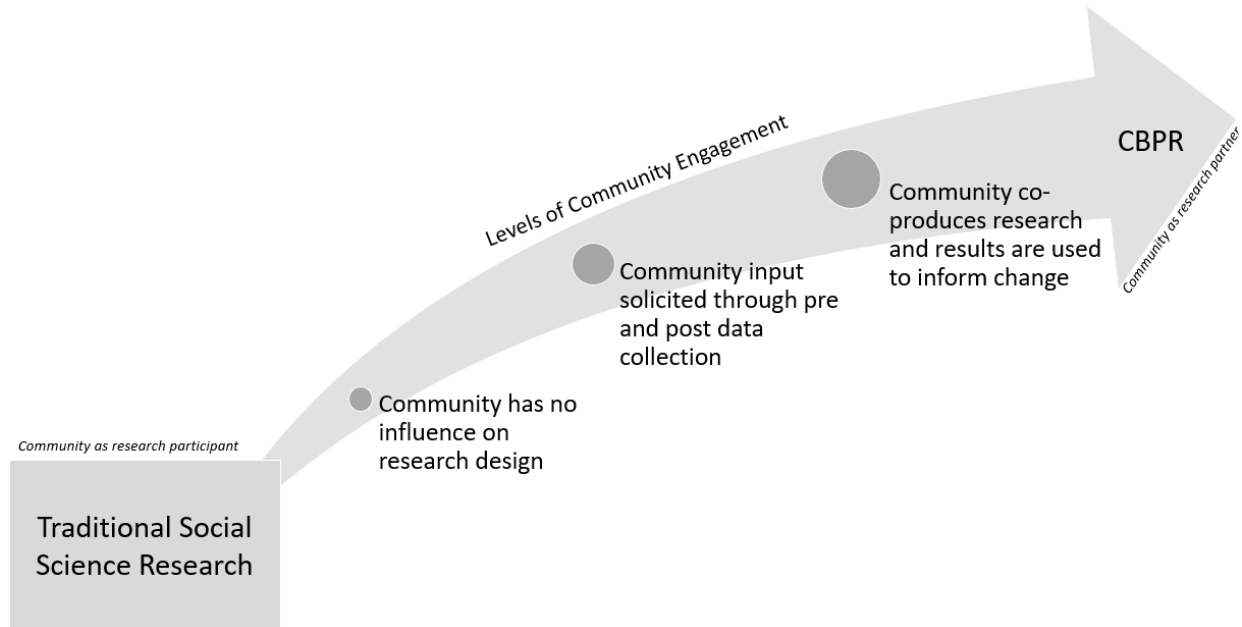 Levels of Community Engagement
CBPR
Community as research partner
Community co-
produces research
and results are used
to inform change
Community input
solicited through pre
and post data
collection
Community has no
influence on
research design
Community as research participant
Traditional Social
Science Research